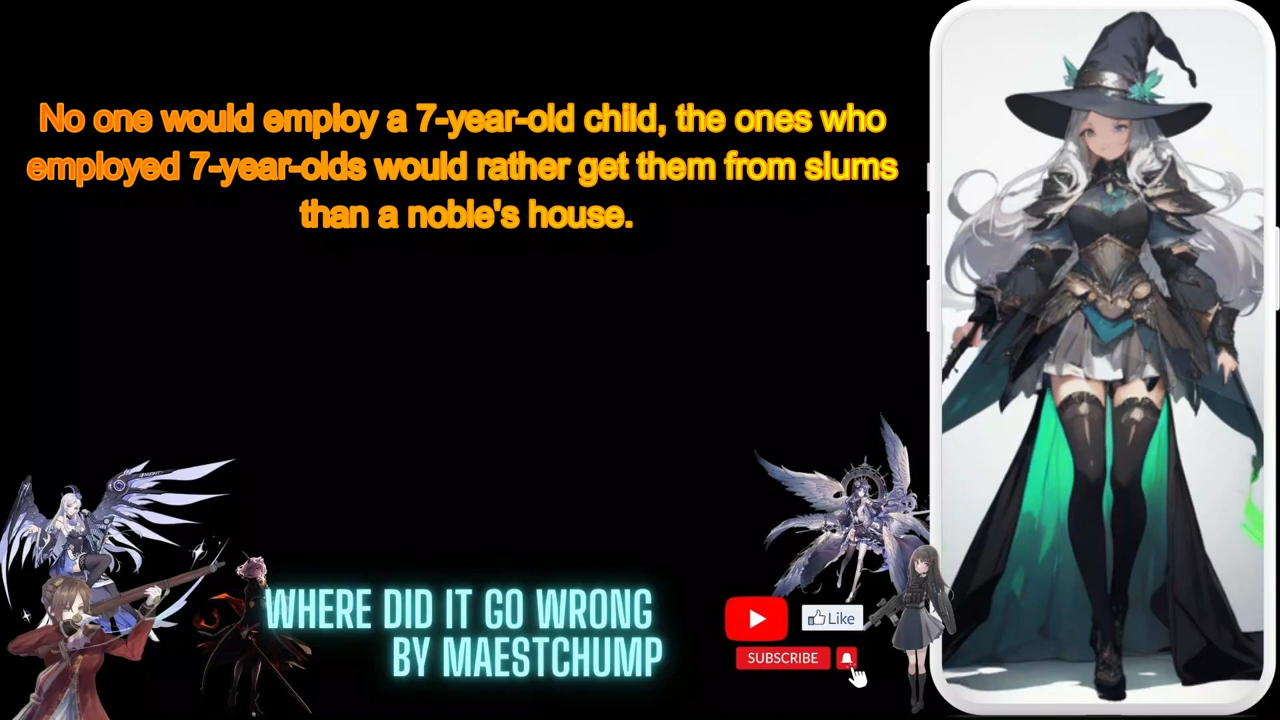 No one would employ a 7-year-old child, the ones who
employed 7-year-olds would rather get them from slums
than a noble's house.
WHERE DID IT GO WRONG
BY MAESTCHUMP
Like
SUBSCRIBE